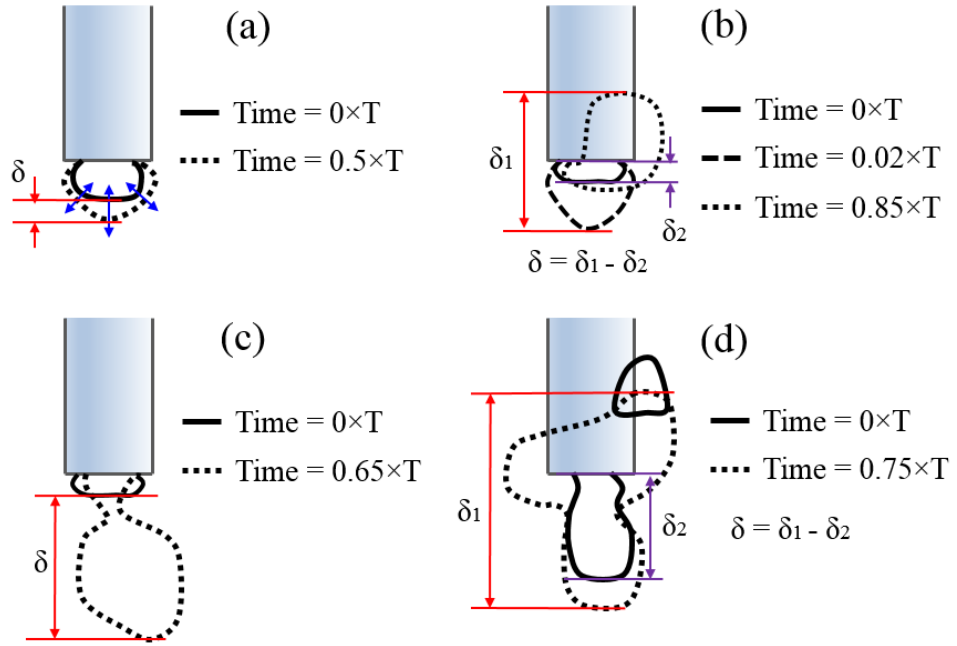 (a)
Time = 0×T
Time = 0.5×T
δ
(b)
Time = 0×T
Time = 0.02×T
Time = 0.85×T
δ1
δ2
δ = δ1 - δ2
(c)
Time = 0×T
Time = 0.65×T
δ
(d)
Time = 0×T
Time = 0.75×T
δ1
δ2
δ = δ1 - δ2